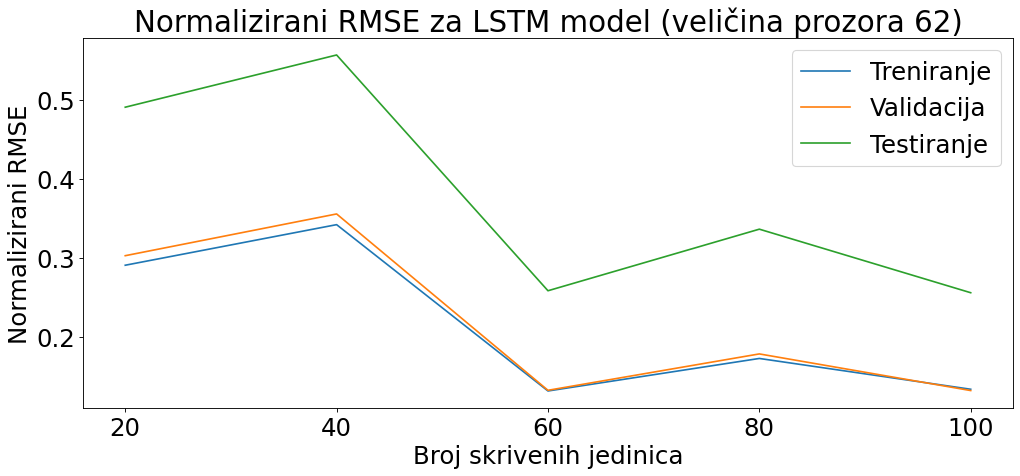 Normalizirani RMSE za LSTM model (veličina prozora 62)
Treniranje
Validacija
Testiranje
Normalizirani RMSE
0.5
0.4
0.3
0.2
20 40 60 80 100
Broj skrivenih jedinica